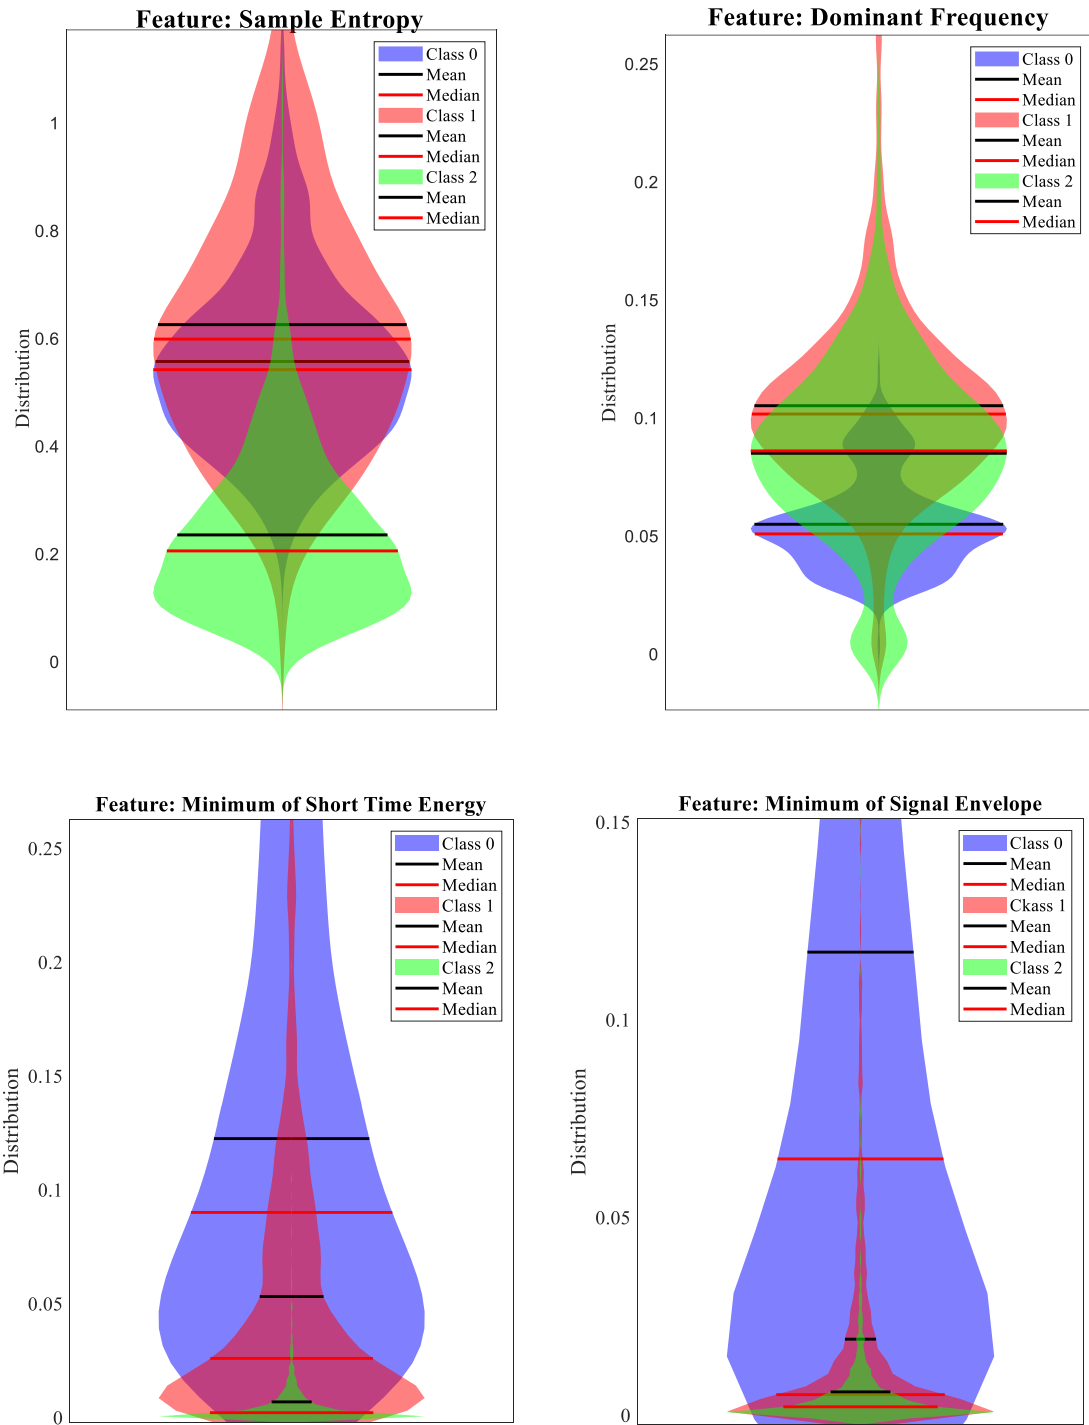 Feature: Sample Entropy
Distribution
1
0.8
0.6
0.4
0.2
0
Class 0
Mean
Median
Class 1
Mean
Median
Class 2
Mean
Median
Feature: Dominant Frequency
Distribution
0.25
0.2
0.15
0.1
0.05
0
Class 0
Mean
Median
Class 1
Mean
Median
Class 2
Mean
Median
Feature: Minimum of Short Time Energy
Distribution
0.25
0.2
0.15
0.1
0.05
0
Class 0
Mean
Median
Class 1
Mean
Median
Class 2
Mean
Median
Feature: Minimum of Signal Envelope
Distribution
0.15
0.1
0.05
0
Class 0
Mean
Median
Ckass 1
Mean
Median
Class 2
Mean
Median